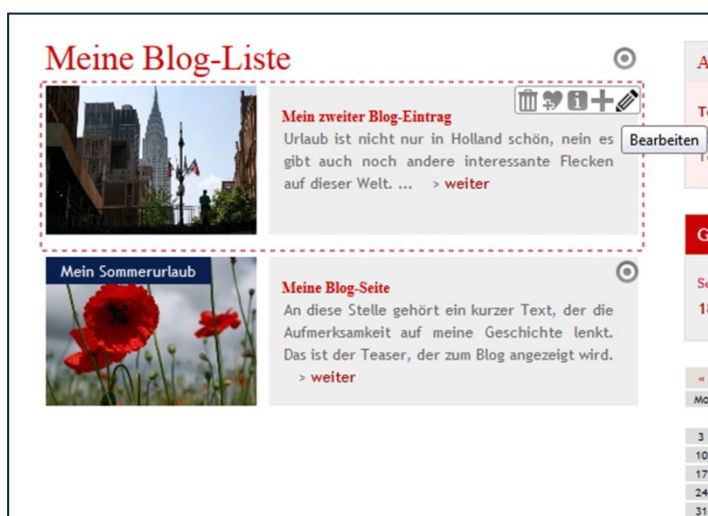 Meine Blog-Liste
Mein zweiter Blog-Eintrag
Urlaub ist nicht nur in Holland schön, nein es
gibt auch noch andere interessante Flecken
auf dieser Welt. ... > weiter
Bearbeiten
Mein Sommerurlaub
Meine Blog-Seite
An diese Stelle gehört ein kurzer Text, der die
Aufmerksamkeit auf meine Geschichte lenkt.
Das ist der Teaser, der zum Blog angezeigt wird.
> weiter
A
G
«
3
10
17
24
31